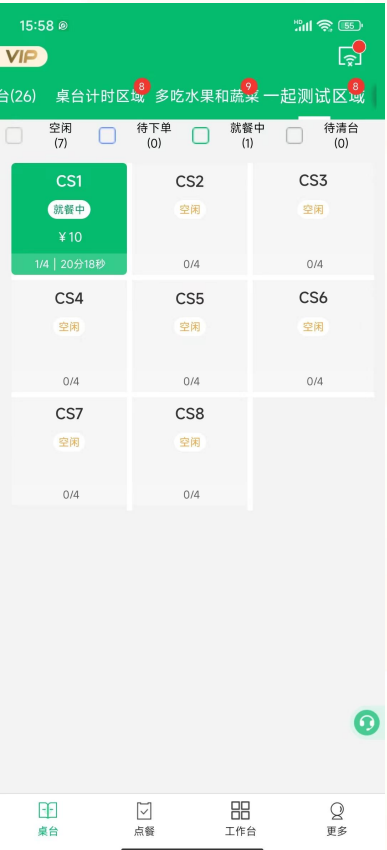 15:58
HD 55
VIP
台(26) 桌台计时区域 8 多吃水果和蔬菜 9 一起测试区域 8
空闲 待下单 就餐中 待清台
(7) (0) (1) (0)
CS1 CS2 CS3
就餐中 空闲 空闲
¥10
1/4 | 20分18秒 0/4 0/4
CS4 CS5 CS6
空闲 空闲 空闲
0/4 0/4 0/4
CS7 CS8
空闲 空闲
0/4 0/4
桌台 点餐 工作台 更多